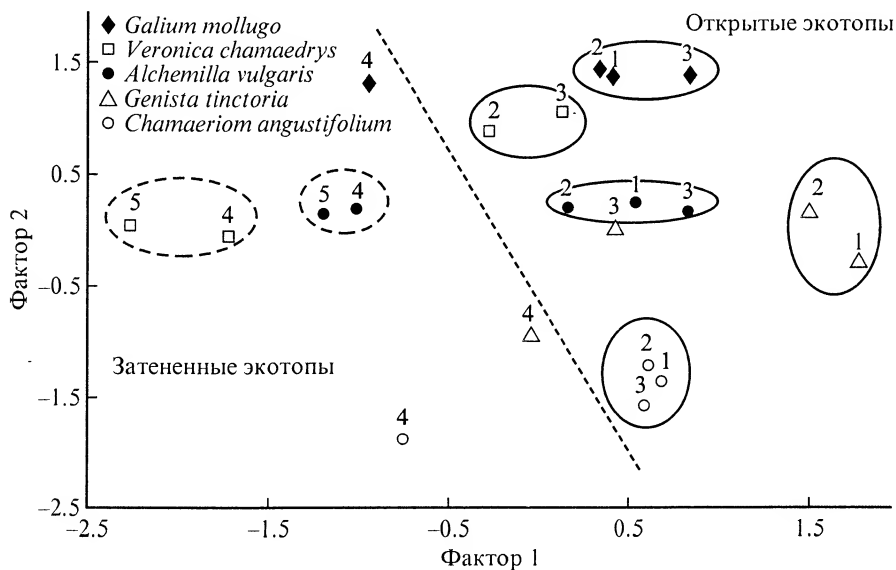 Открытые экотопы
Galium mollugo
Veronica chamaedrys
Alchemilla vulgaris
Genista tinctoria
Chamaeriom angustifolium
4
2 1 3
2 3
5 4
5 4
2 1 3
3
2
1
4
2
1
3
4
Затененные экотопы
1.5
0.5
−0.5
−1.5
−2.5
Фактор 2
−2.5 −1.5 −0.5 0.5 1.5
Фактор 1